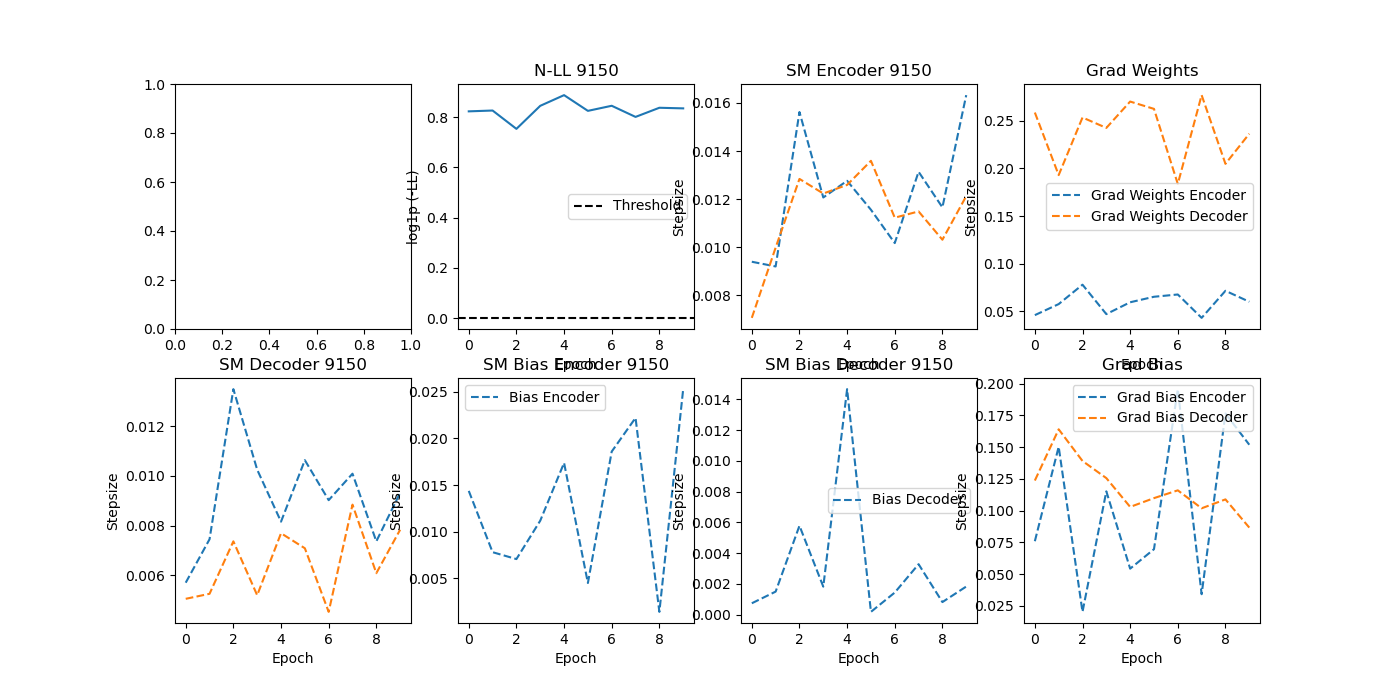 N-LL 9150
SM Encoder 9150
Grad Weights
1.0
0.8
0.6
0.4
0.2
0.0
0.0 0.2 0.4 0.6 0.8 1.0
log1p (-LL)
0.8
0.6
0.4
0.2
0.0
Threshold
0 2 4 6 8
Epoch
Stepsize
0.016
0.014
0.012
0.010
0.008
0 2 4 6 8
Epoch
Stepsize
0.25
0.20
0.15
0.10
0.05
Grad Weights Encoder
Grad Weights Decoder
0 2 4 6 8
Epoch
SM Decoder 9150
SM Bias Encoder 9150
SM Bias Decoder 9150
Grad Bias
Stepsize
0.012
0.010
0.008
0.006
0 2 4 6 8
Epoch
Stepsize
0.025
0.020
0.015
0.010
0.005
Bias Encoder
0 2 4 6 8
Epoch
Stepsize
0.014
0.012
0.010
0.008
0.006
0.004
0.002
0.000
Bias Decoder
0 2 4 6 8
Epoch
Stepsize
0.200
0.175
0.150
0.125
0.100
0.075
0.050
0.025
Grad Bias Encoder
Grad Bias Decoder
0 2 4 6 8
Epoch